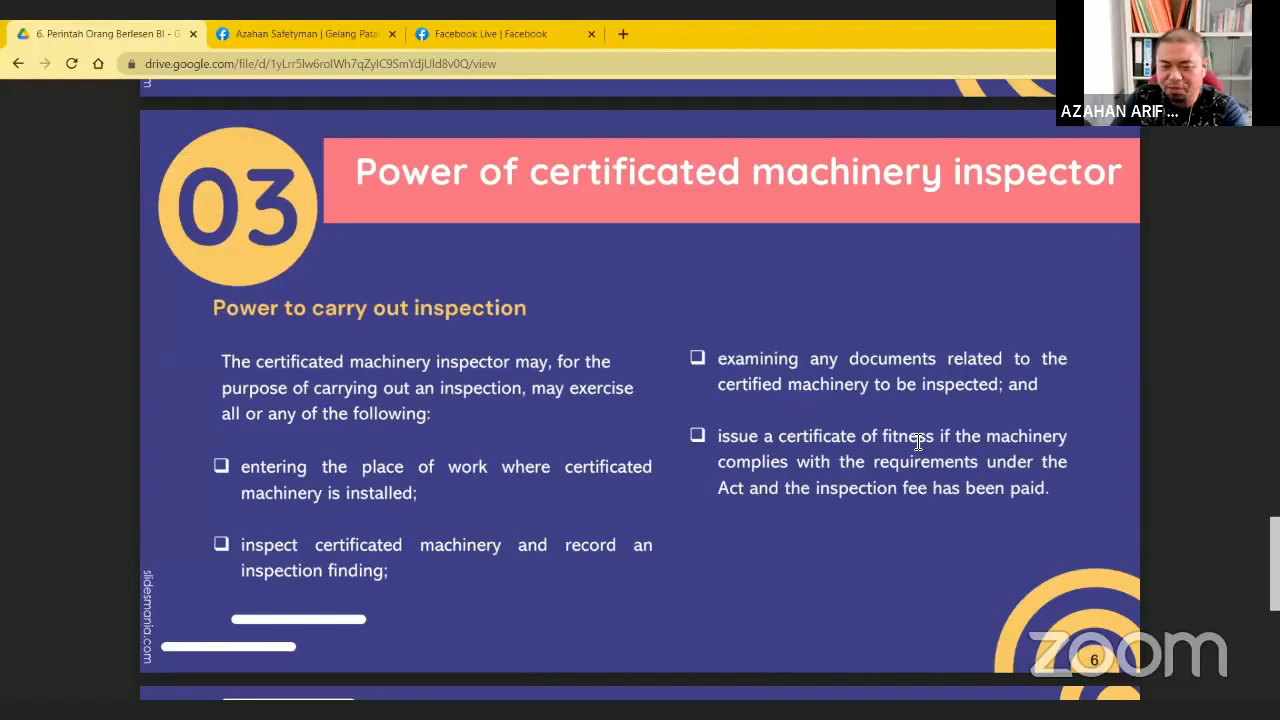 6. Perintah Orang Berlesen BI - G
Azahan Safetyman | Gelang Pata
Facebook Live | Facebook
drive.google.com/file/d/1yLrr5lw6roIWh7qZyIC9SmYdjUld8v0Q/view
AZAHAN ARIF ...
03
Power of certificated machinery inspector
Power to carry out inspection
The certificated machinery inspector may, for the
purpose of carrying out an inspection, may exercise
all or any of the following:
❑ entering the place of work where certificated
machinery is installed;
❑ inspect certificated machinery and record an
inspection finding;
❑ examining any documents related to the
certified machinery to be inspected; and
❑ issue a certificate of fitness if the machinery
complies with the requirements under the
Act and the inspection fee has been paid.
slidesmania.com
6
zoom